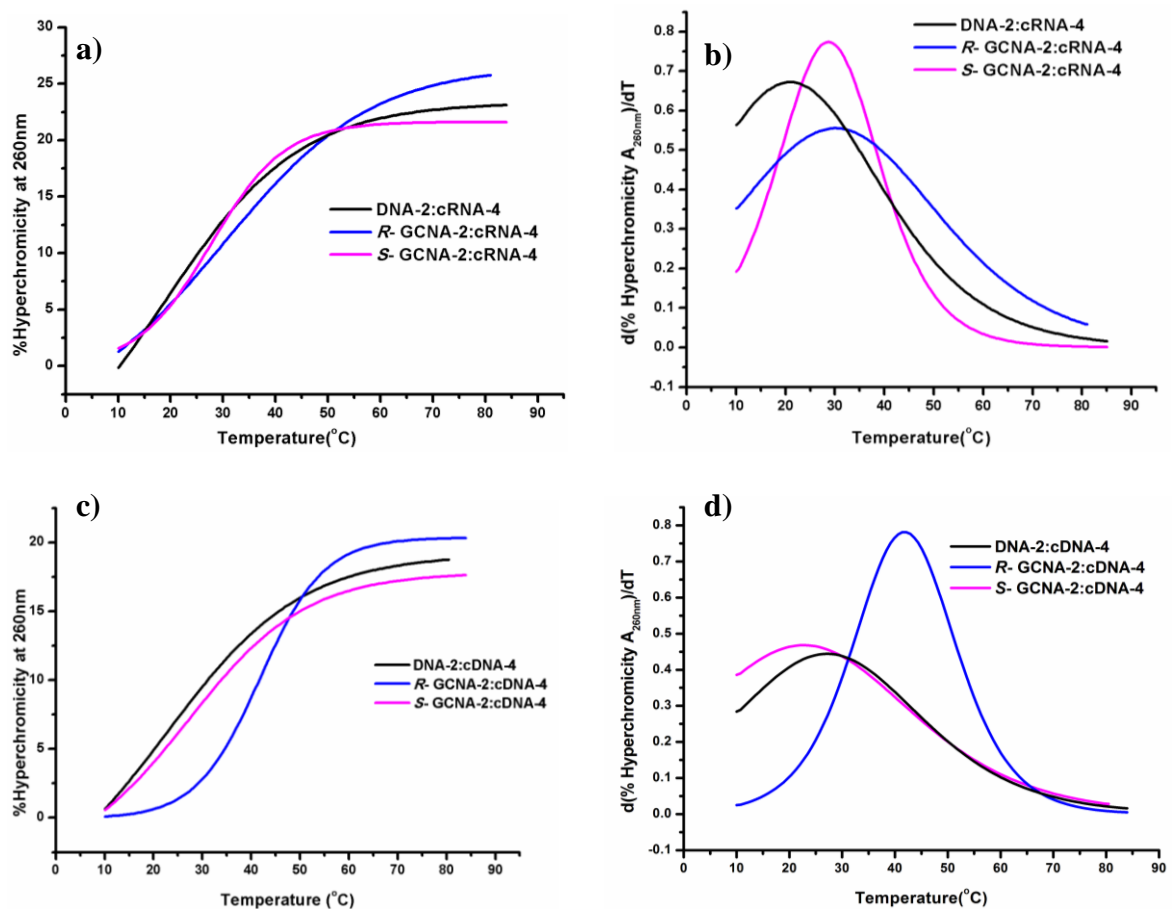 a)
30
25
20
15
10
5
0
%Hyperchromicity at 260nm
DNA-2:cRNA-4
R- GCNA-2:cRNA-4
S- GCNA-2:cRNA-4
0 10 20 30 40 50 60 70 80 90
Temperature(°C)
b)
0.8
0.7
0.6
0.5
0.4
0.3
0.2
0.1
0.0
-0.1
d(% Hyperchromicity A260nm)/dT
DNA-2:cRNA-4
R- GCNA-2:cRNA-4
S- GCNA-2:cRNA-4
0 10 20 30 40 50 60 70 80 90
Temperature(°C)
c)
20
15
10
5
0
%Hyperchromicity at 260nm
DNA-2:cDNA-4
R- GCNA-2:cDNA-4
S- GCNA-2:cDNA-4
0 10 20 30 40 50 60 70 80 90
Temperature (°C)
d)
0.8
0.7
0.6
0.5
0.4
0.3
0.2
0.1
0.0
-0.1
d(% Hyperchromicity A260nm)/dT
DNA-2:cDNA-4
R- GCNA-2:cDNA-4
S- GCNA-2:cDNA-4
0 10 20 30 40 50 60 70 80 90
Temperature(°C)